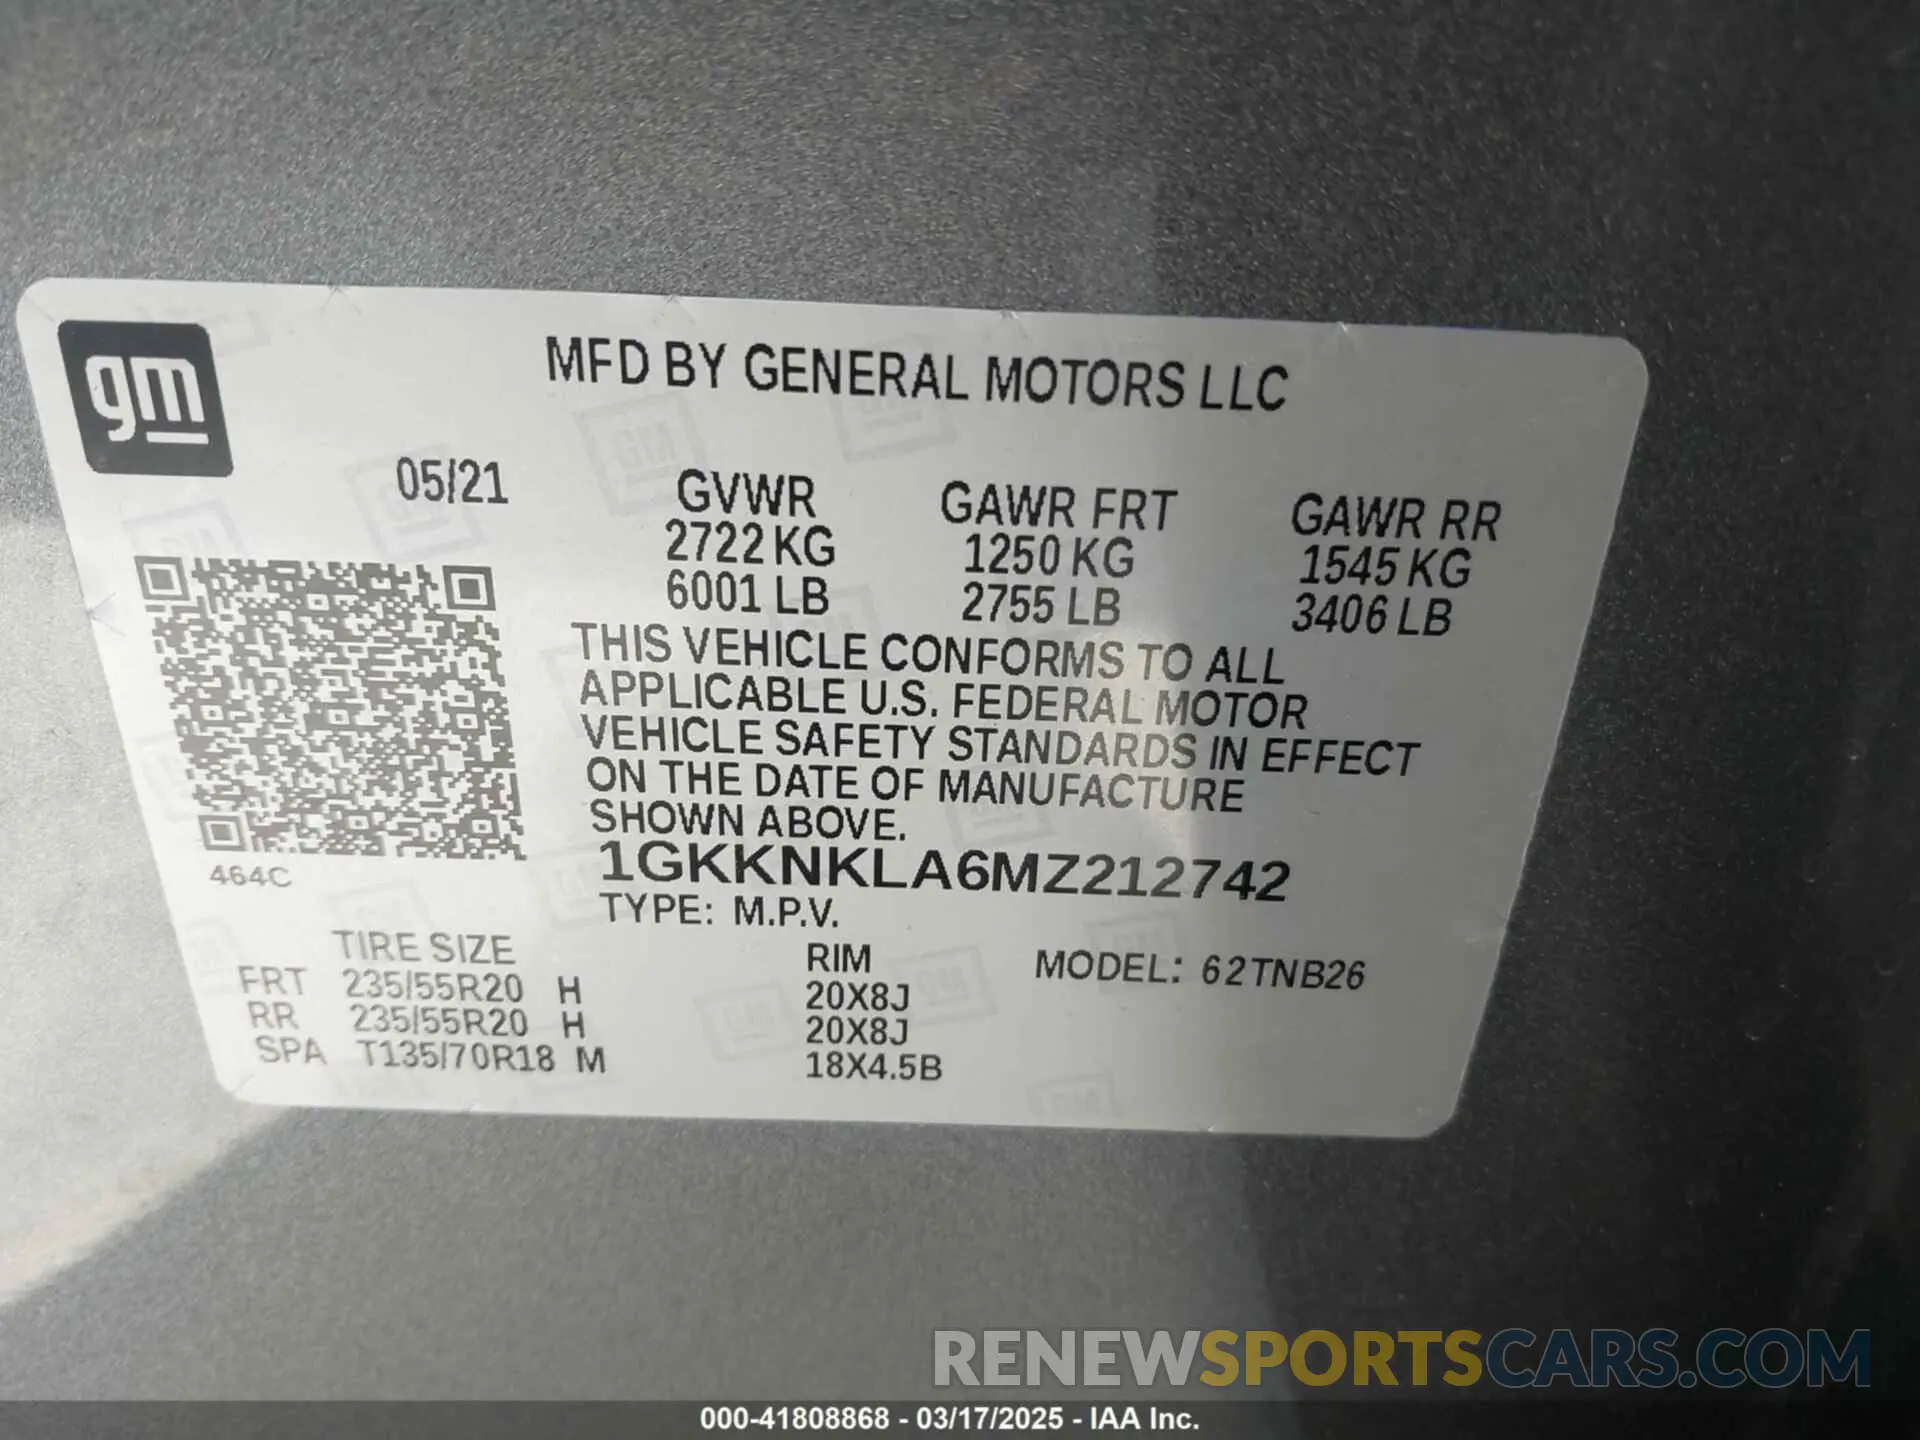 gm
MFD BY GENERAL MOTORS LLC
05/21
GVWR GAWR FRT GAWR RR
2722 KG 1250 KG 1545 KG
6001 LB 2755 LB 3406 LB
THIS VEHICLE CONFORMS TO ALL
APPLICABLE U.S. FEDERAL MOTOR
VEHICLE SAFETY STANDARDS IN EFFECT
ON THE DATE OF MANUFACTURE
SHOWN ABOVE.
464C
1GKKNKLA6MZ212742
TYPE: M.P.V.
TIRE SIZE RIM MODEL: 62TNB26
FRT 235/55R20 H 20X8J
RR 235/55R20 H 20X8J
SPA T135/70R18 M 18X4.5B
RENEWSPORTSCARS.COM
000-41808868 - 03/17/2025 - IAA Inc.